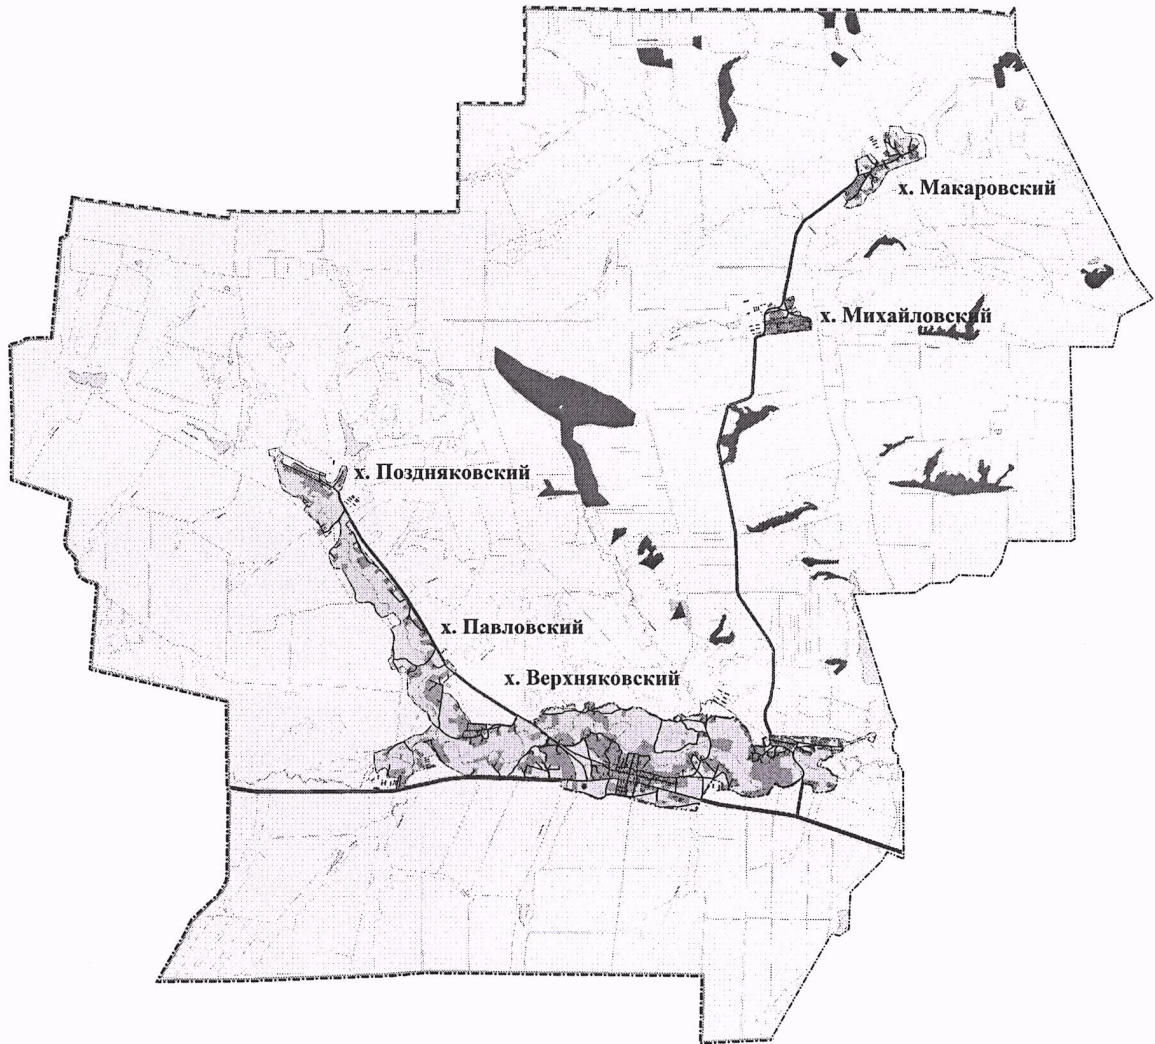 х. Макаровский
х. Михайловский
х. Поздняковский
х. Павловский
х. Верхняковский